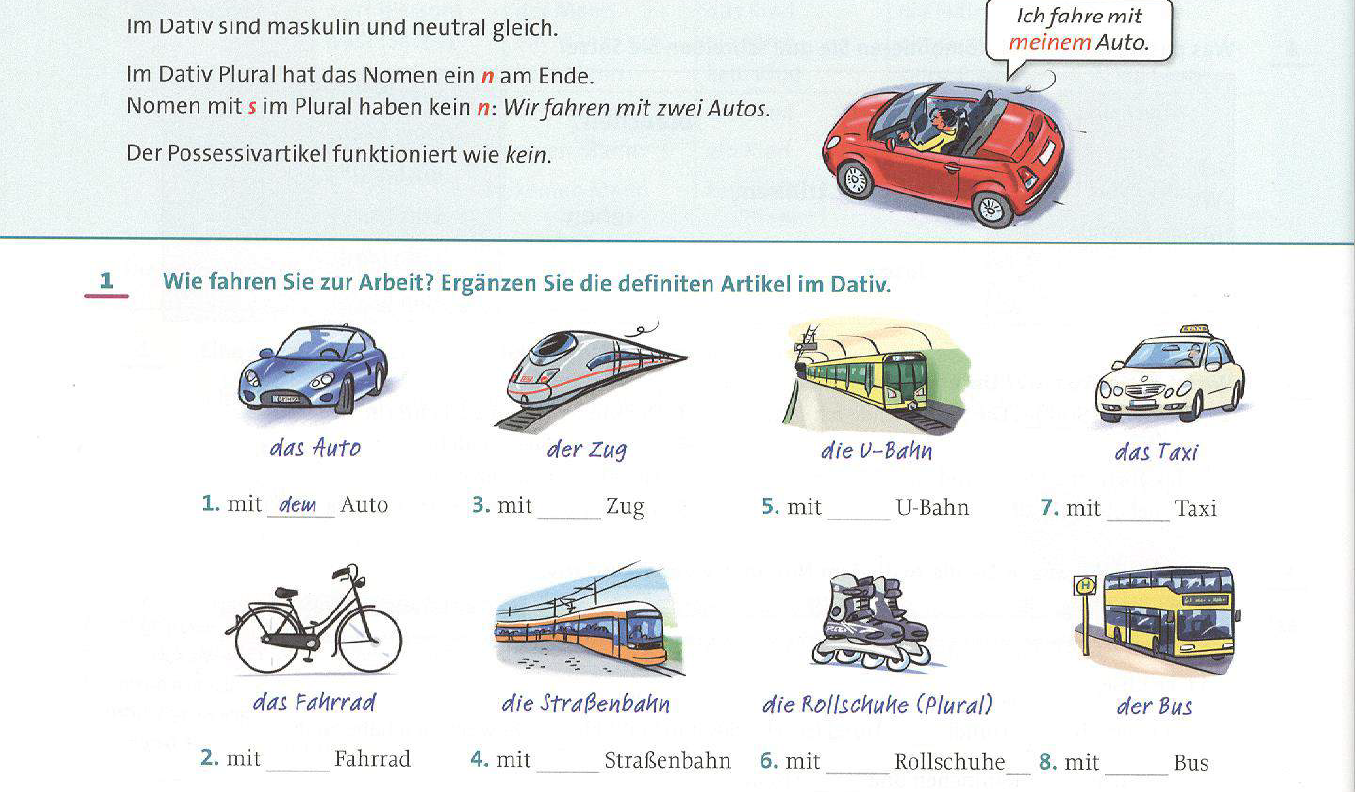 Im Dativ sind maskulin und neutral gleich.
Im Dativ Plural hat das Nomen ein n am Ende.
Nomen mit s im Plural haben kein n: Wir fahren mit zwei Autos.
Der Possessivartikel funktioniert wie kein.
Ich fahre mit
meinem Auto.
1 Wie fahren Sie zur Arbeit? Ergänzen Sie die definiten Artikel im Dativ.
das Auto der Zug die U-Bahn das Taxi
1. mit dem Auto 3. mit ______ Zug 5. mit ______ U-Bahn 7. mit ______ Taxi
H
das Fahrrad die Straßenbahn die Rollschuhe (Plural) der Bus
2. mit ______ Fahrrad 4. mit ______ Straßenbahn 6. mit ______ Rollschuhe__ 8. mit ______ Bus